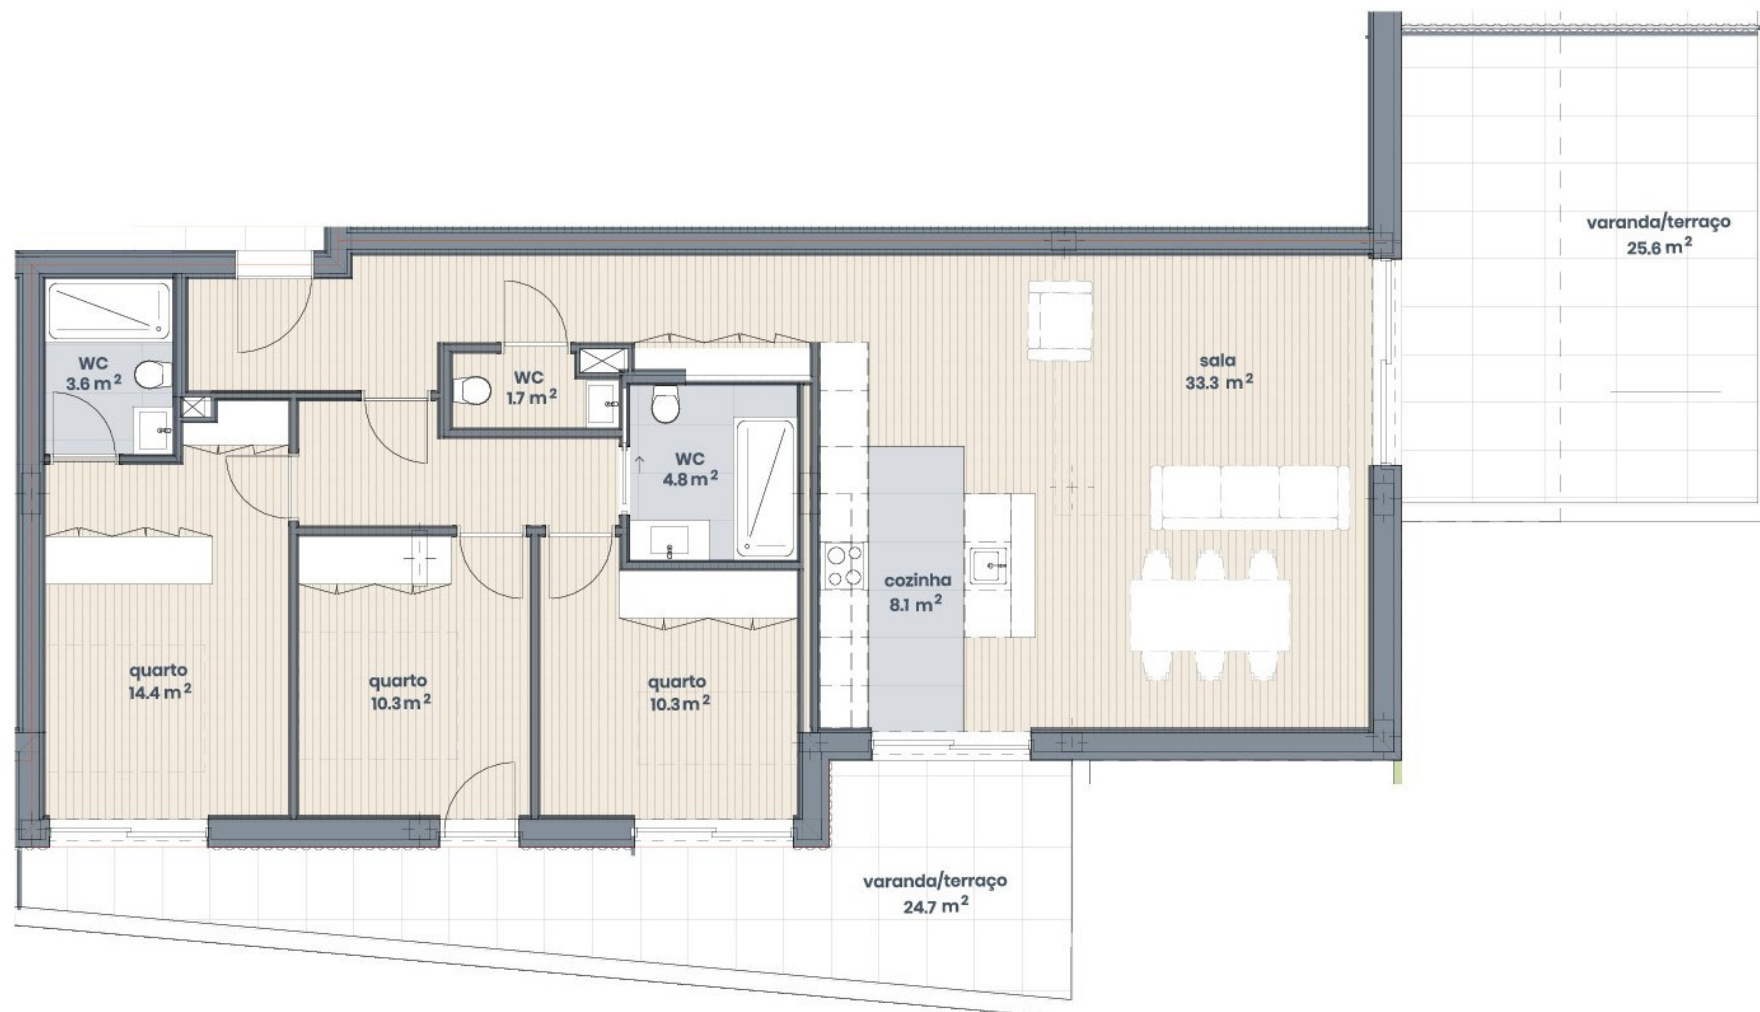 varanda/terraço
25.6 m²
WC
3.6 m²
WC
1.7 m²
sala
33.3 m²
WC
4.8 m²
cozinha
8.1 m²
quarto
14.4 m²
quarto
10.3 m²
quarto
10.3 m²
varanda/terraço
24.7 m²